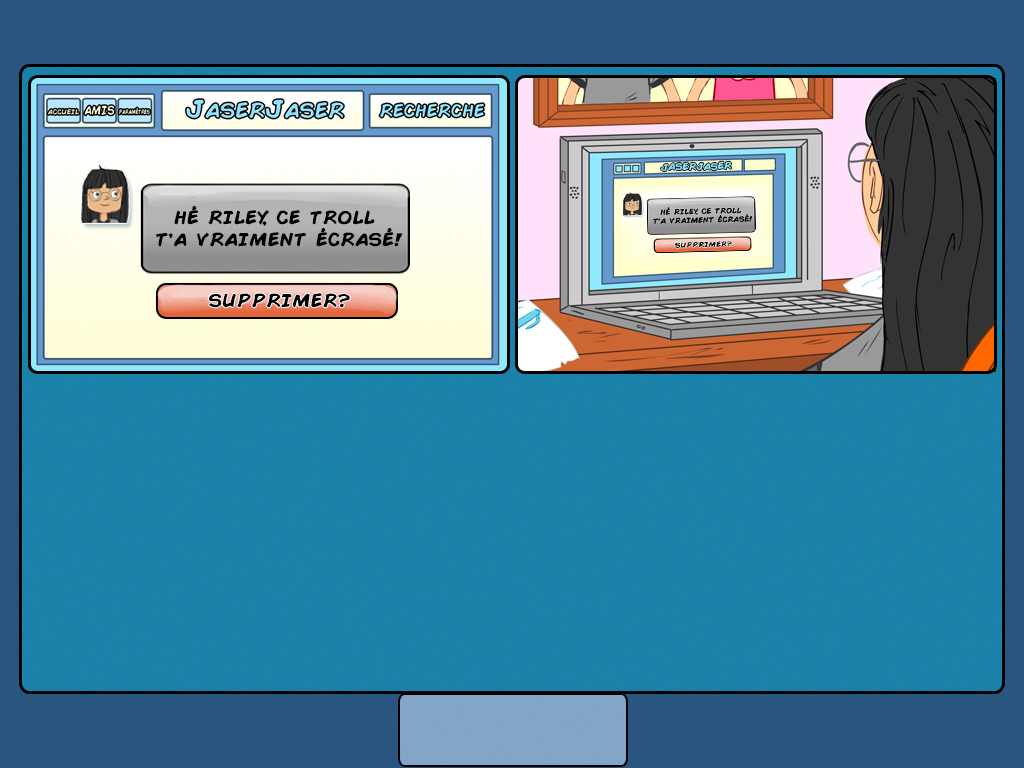 ACCUEIL AMIS PARAMÈTRES JASERJASER RECHERCHE
HÉ RILEY, CE TROLL
T'A VRAIMENT ÉCRASÉ!
SUPPRIMER?
JASERJASER
HÉ RILEY, CE TROLL
T'A VRAIMENT ÉCRASÉ!
SUPPRIMER?